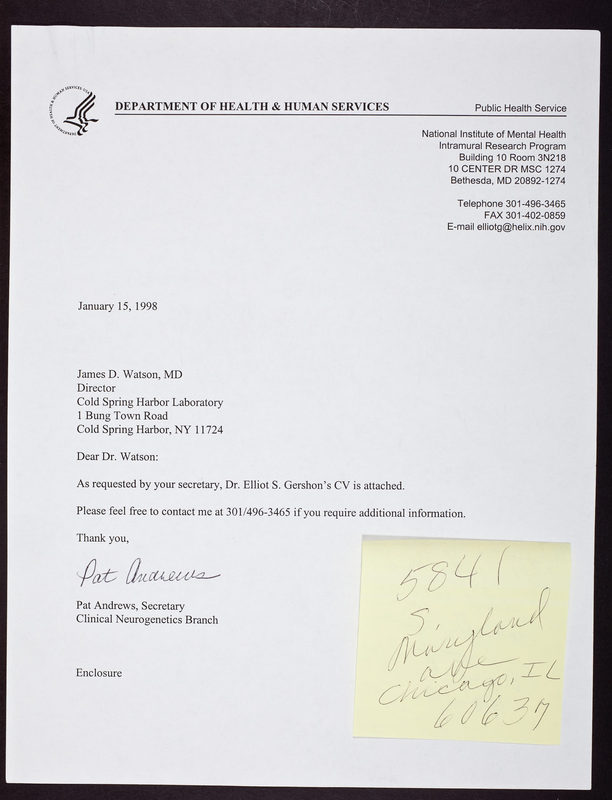 DEPARTMENT OF HEALTH & HUMAN SERVICES
Public Health Service
National Institute of Mental Health
Intramural Research Program
Building 10 Room 3N218
10 CENTER DR MSC 1274
Bethesda, MD 20892-1274
Telephone 301-496-3465
FAX 301-402-0859
E-mail elliotg@helix.nih.gov
January 15, 1998
James D. Watson, MD
Director
Cold Spring Harbor Laboratory
1 Bung Town Road
Cold Spring Harbor, NY 11724
Dear Dr. Watson:
As requested by your secretary, Dr. Elliot S. Gershon's CV is attached.
Please feel free to contact me at 301/496-3465 if you require additional information.
Thank you,
Pat Andrews
Pat Andrews, Secretary
Clinical Neurogenetics Branch
Enclosure
5841
S.
Maryland
ave
Chicago, IL
60637